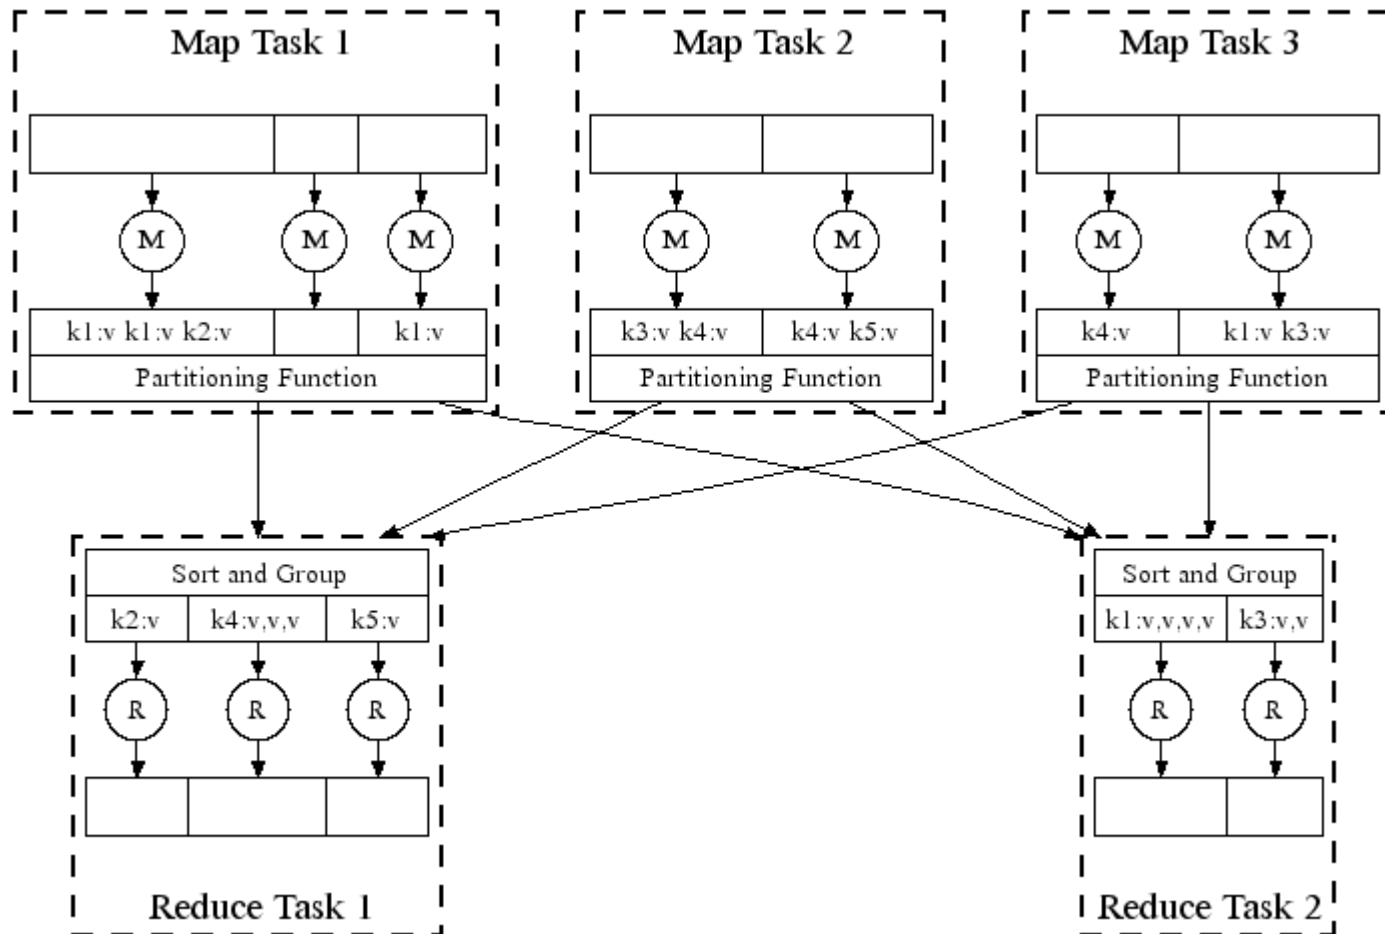 Map Task 1
Map Task 2
Map Task 3
M
M
M
M
M
M
M
k1:v k1:v k2:v
k1:v
k3:v k4:v
k4:v k5:v
k4:v
k1:v k3:v
Partitioning Function
Partitioning Function
Partitioning Function
Sort and Group
k2:v
k4:v,v,v
k5:v
R
R
R
Reduce Task 1
Sort and Group
k1:v,v,v,v
k3:v,v
R
R
Reduce Task 2